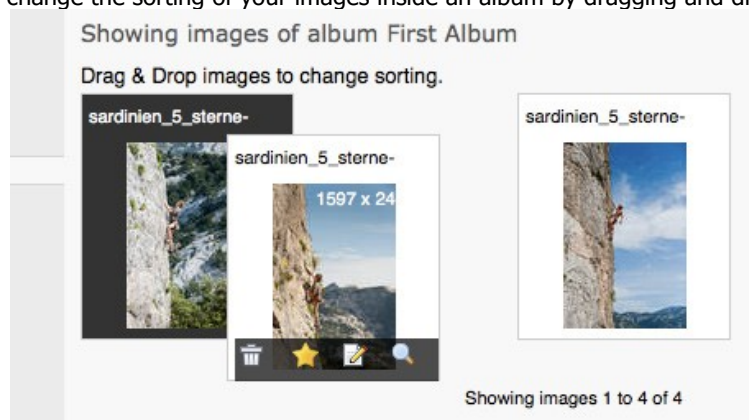 change the sorting of your images inside an album by dragging and d
Showing images of album First Album
Drag & Drop images to change sorting.
sardinien_5_sterne-
sardinien_5_sterne-
sardinien_5_sterne-
1597 x 24
Showing images 1 to 4 of 4